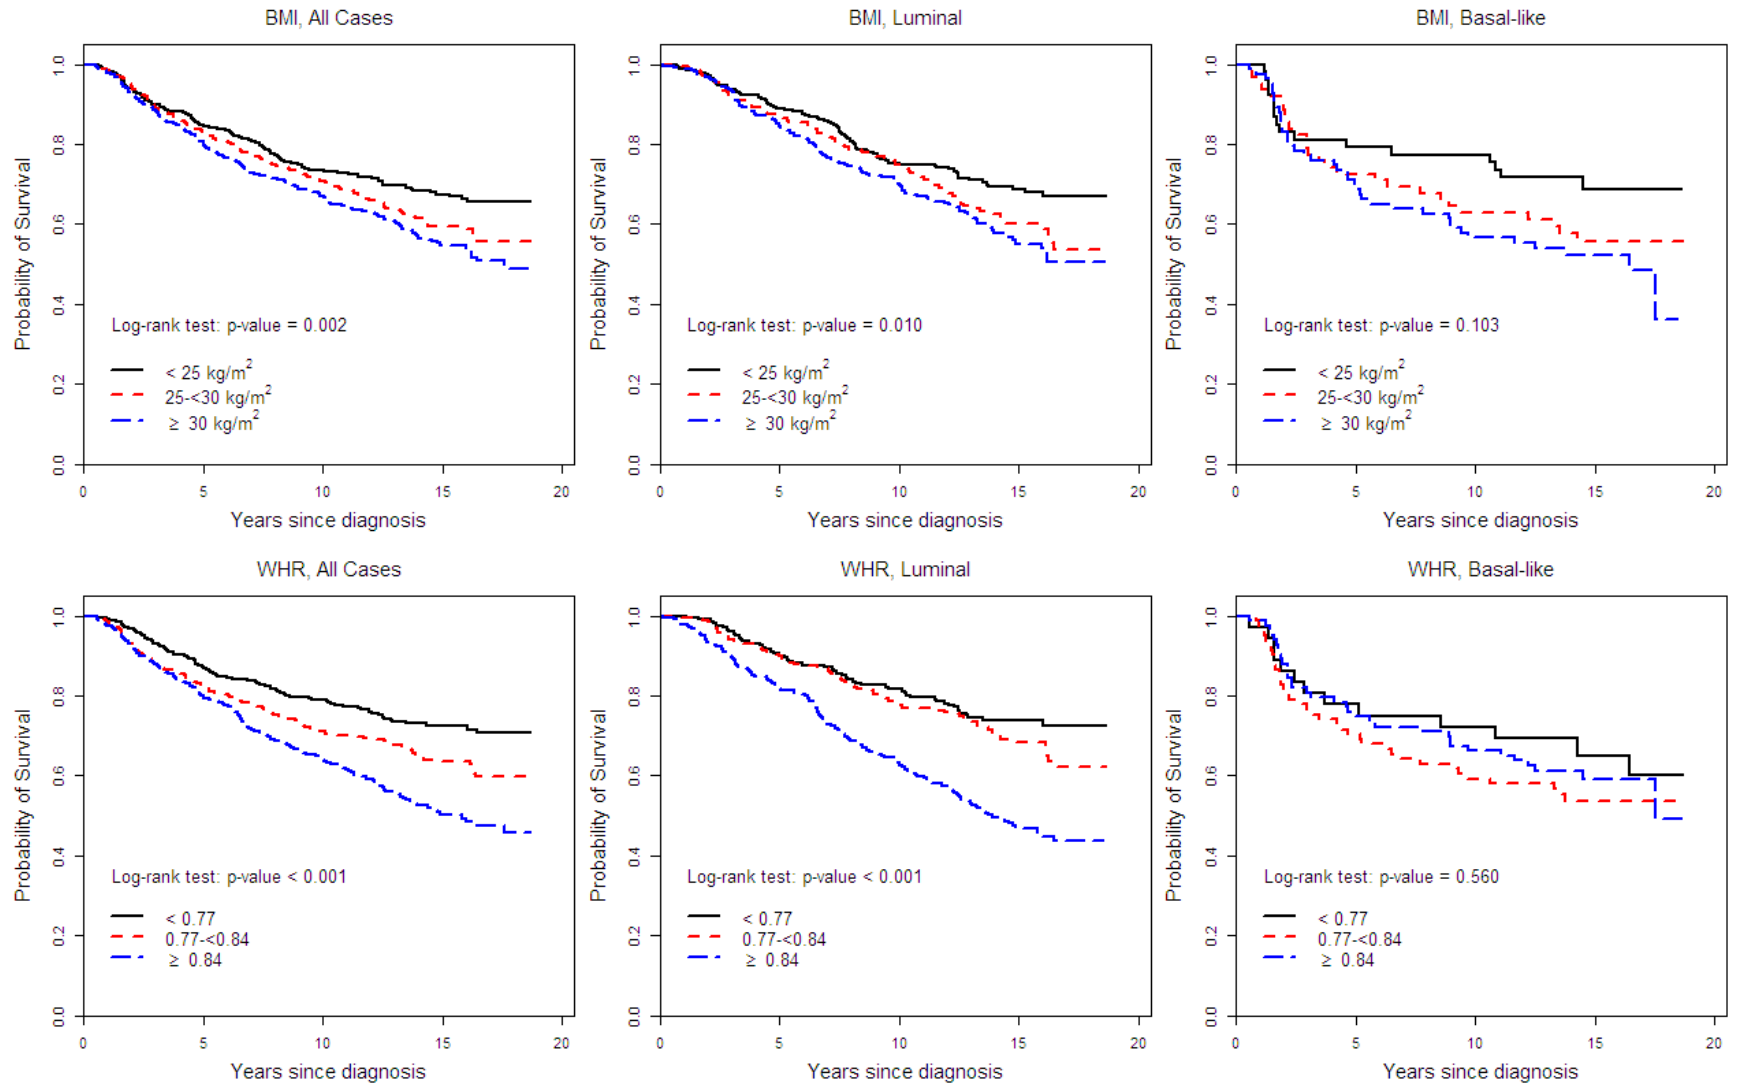 BMI, All Cases
Probability of Survival
1.0
0.8
0.6
0.4
0.2
0.0
Log-rank test: p-value = 0.002
< 25 kg/m²
25-<30 kg/m²
≥ 30 kg/m²
0 5 10 15 20
Years since diagnosis
BMI, Luminal
Probability of Survival
1.0
0.8
0.6
0.4
0.2
0.0
Log-rank test: p-value = 0.010
< 25 kg/m²
25-<30 kg/m²
≥ 30 kg/m²
0 5 10 15 20
Years since diagnosis
BMI, Basal-like
Probability of Survival
1.0
0.8
0.6
0.4
0.2
0.0
Log-rank test: p-value = 0.103
< 25 kg/m²
25-<30 kg/m²
≥ 30 kg/m²
0 5 10 15 20
Years since diagnosis
WHR, All Cases
Probability of Survival
1.0
0.8
0.6
0.4
0.2
0.0
Log-rank test: p-value < 0.001
< 0.77
0.77-<0.84
≥ 0.84
0 5 10 15 20
Years since diagnosis
WHR, Luminal
Probability of Survival
1.0
0.8
0.6
0.4
0.2
0.0
Log-rank test: p-value < 0.001
< 0.77
0.77-<0.84
≥ 0.84
0 5 10 15 20
Years since diagnosis
WHR, Basal-like
Probability of Survival
1.0
0.8
0.6
0.4
0.2
0.0
Log-rank test: p-value = 0.560
< 0.77
0.77-<0.84
≥ 0.84
0 5 10 15 20
Years since diagnosis